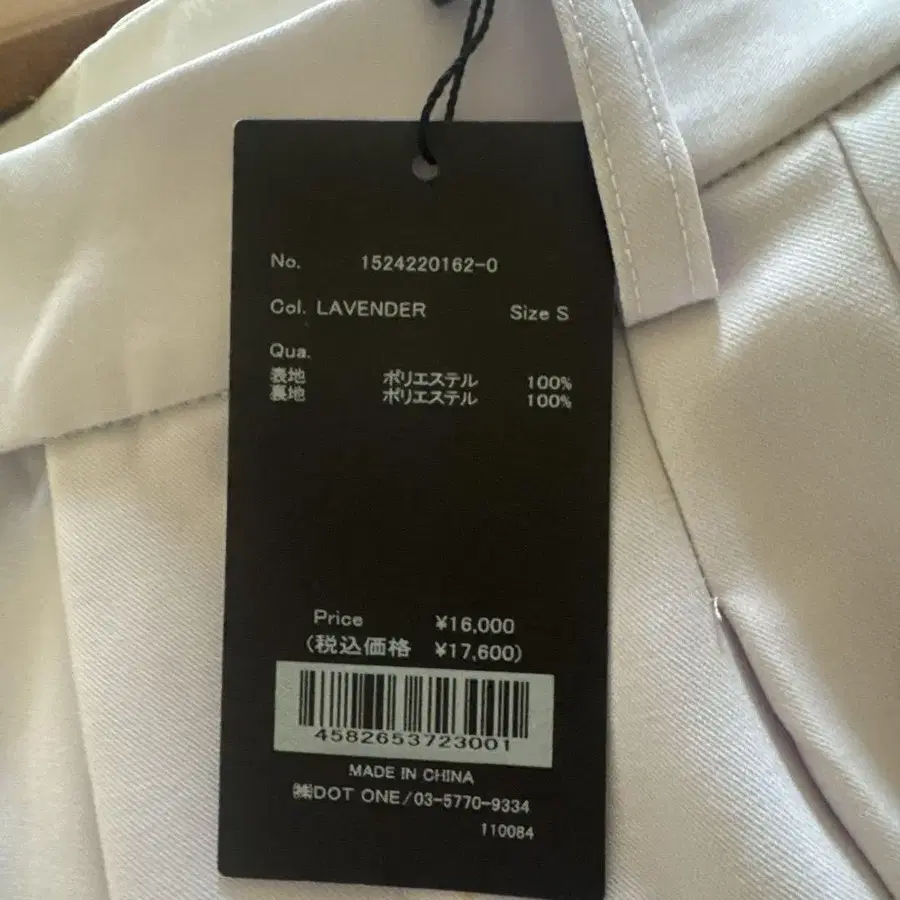 No. 1524220162-0
Col. LAVENDER Size S
Qua.
表地 ポリエステル 100%
裏地 ポリエステル 100%
Price ¥16,000
(税込価格 ¥17,600)
4582653723001
MADE IN CHINA
㈱DOT ONE/03-5770-9334
110084